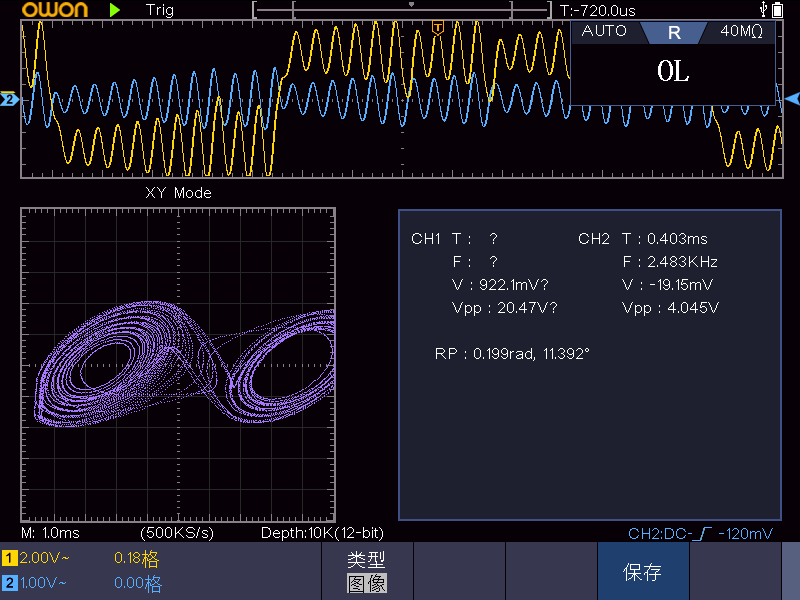 OWON Trig T:-720.0us
T
AUTO R 40MΩ
OL
2
XY Mode
CH1 T : ? CH2 T : 0.403ms
F : ? F : 2.483KHz
V : 922.1mV? V : -19.15mV
Vpp : 20.47V? Vpp : 4.045V
RP : 0.199rad, 11.392°
M: 1.0ms (500KS/s) Depth:10K(12-bit) CH2:DC- -120mV
1 2.00V~ 0.18格 类型
2 1.00V~ 0.00格 图像
保存